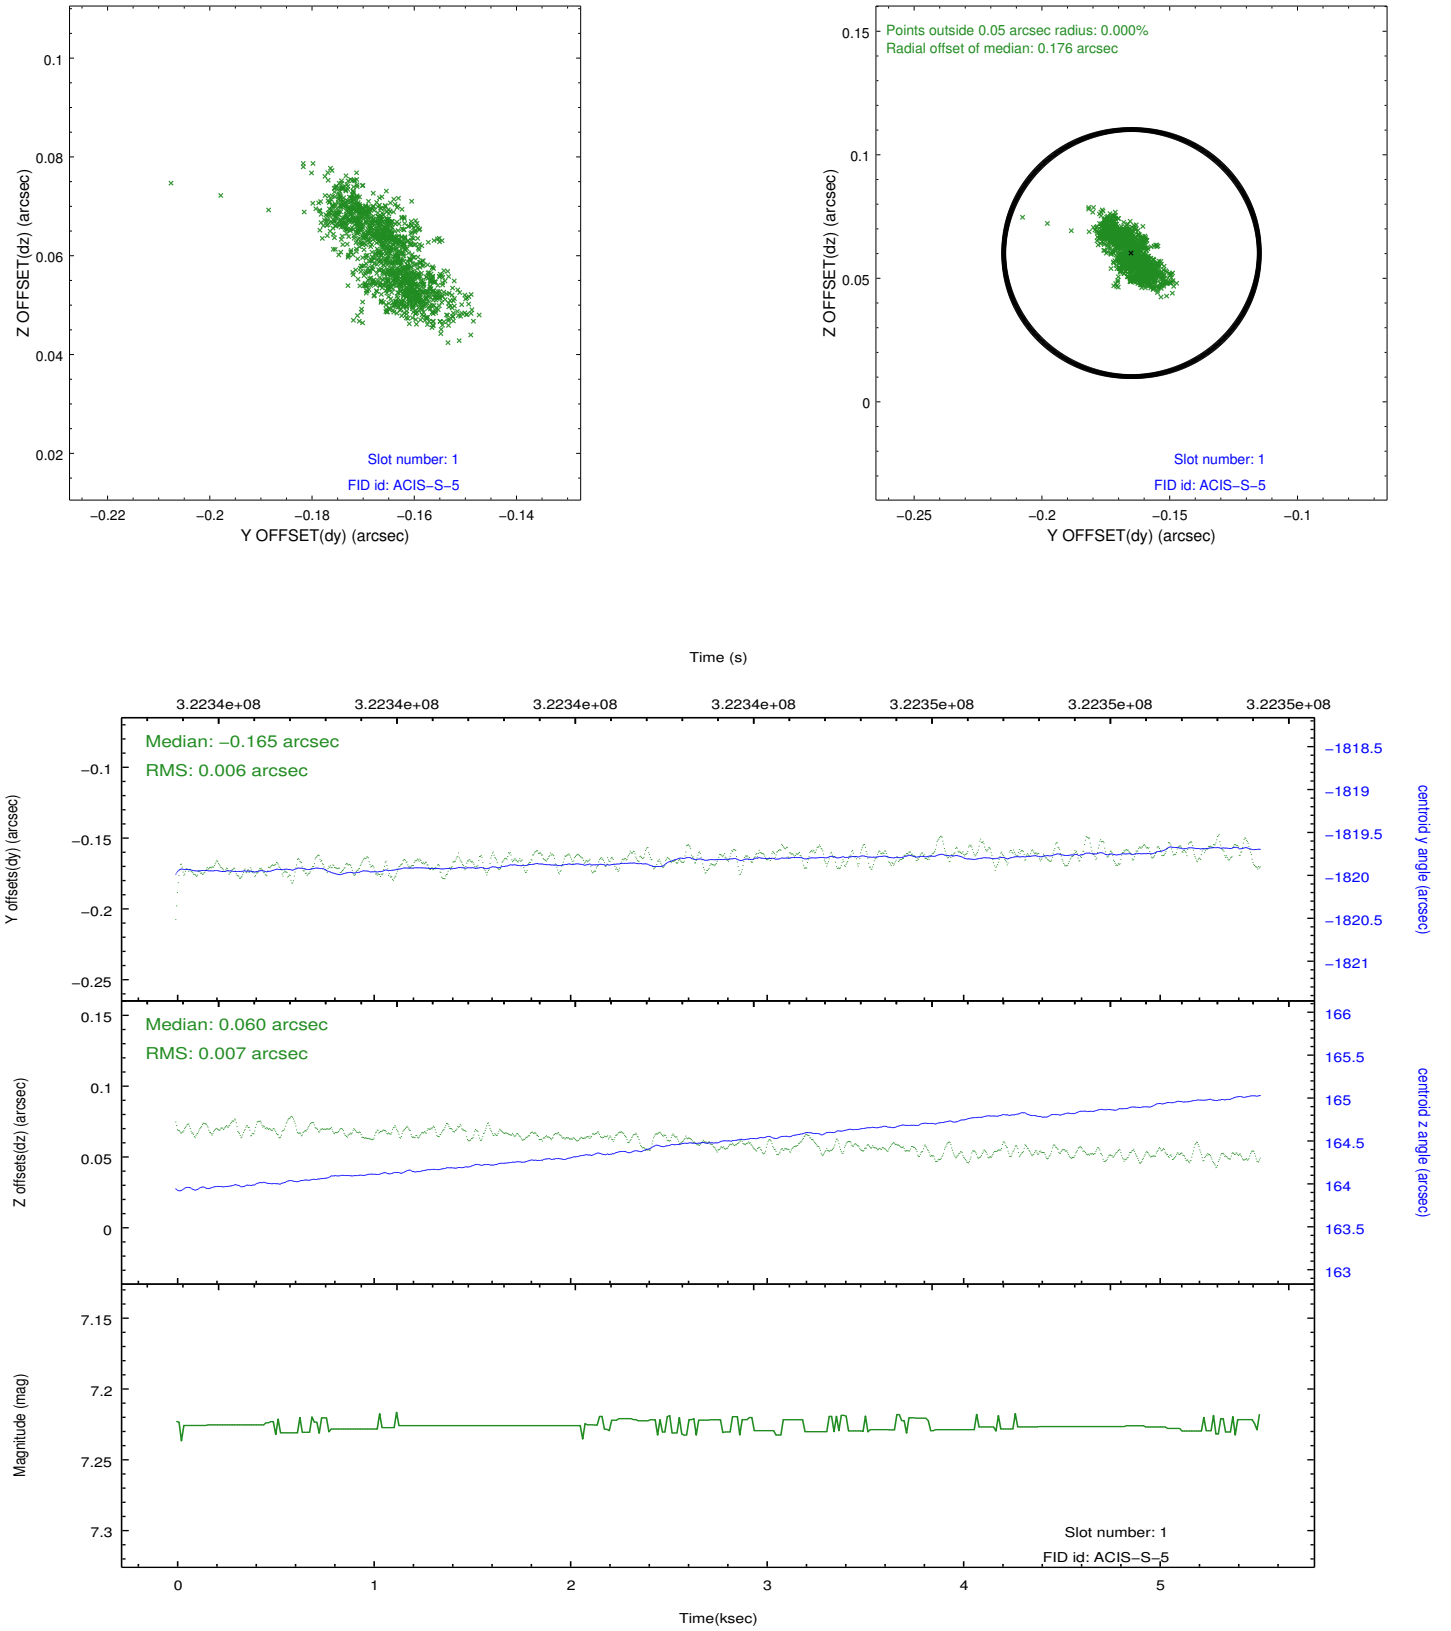 0.1
0.08
0.06
0.04
0.02
Z OFFSET(dz) (arcsec)
Slot number: 1
FID id: ACIS−S−5
−0.22 −0.2 −0.18 −0.16 −0.14
Y OFFSET(dy) (arcsec)
Points outside 0.05 arcsec radius: 0.000%
Radial offset of median: 0.176 arcsec
0.15
0.1
0.05
0
Z OFFSET(dz) (arcsec)
Slot number: 1
FID id: ACIS−S−5
−0.25 −0.2 −0.15 −0.1
Y OFFSET(dy) (arcsec)
Time (s)
3.2234e+08 3.2234e+08 3.2234e+08 3.2234e+08 3.2235e+08 3.2235e+08 3.2235e+08
Median: −0.165 arcsec
RMS: 0.006 arcsec
−0.1
−0.15
−0.2
−0.25
Y offsets(dy) (arcsec)
−1818.5
−1819
−1819.5
−1820
−1820.5
−1821
centroid y angle (arcsec)
Median: 0.060 arcsec
RMS: 0.007 arcsec
0.15
0.1
0.05
0
Z offsets(dz) (arcsec)
166
165.5
165
164.5
164
163.5
163
centroid z angle (arcsec)
7.15
7.2
7.25
7.3
Magnitude (mag)
Slot number: 1
FID id: ACIS−S−5
0 1 2 3 4 5
Time(ksec)